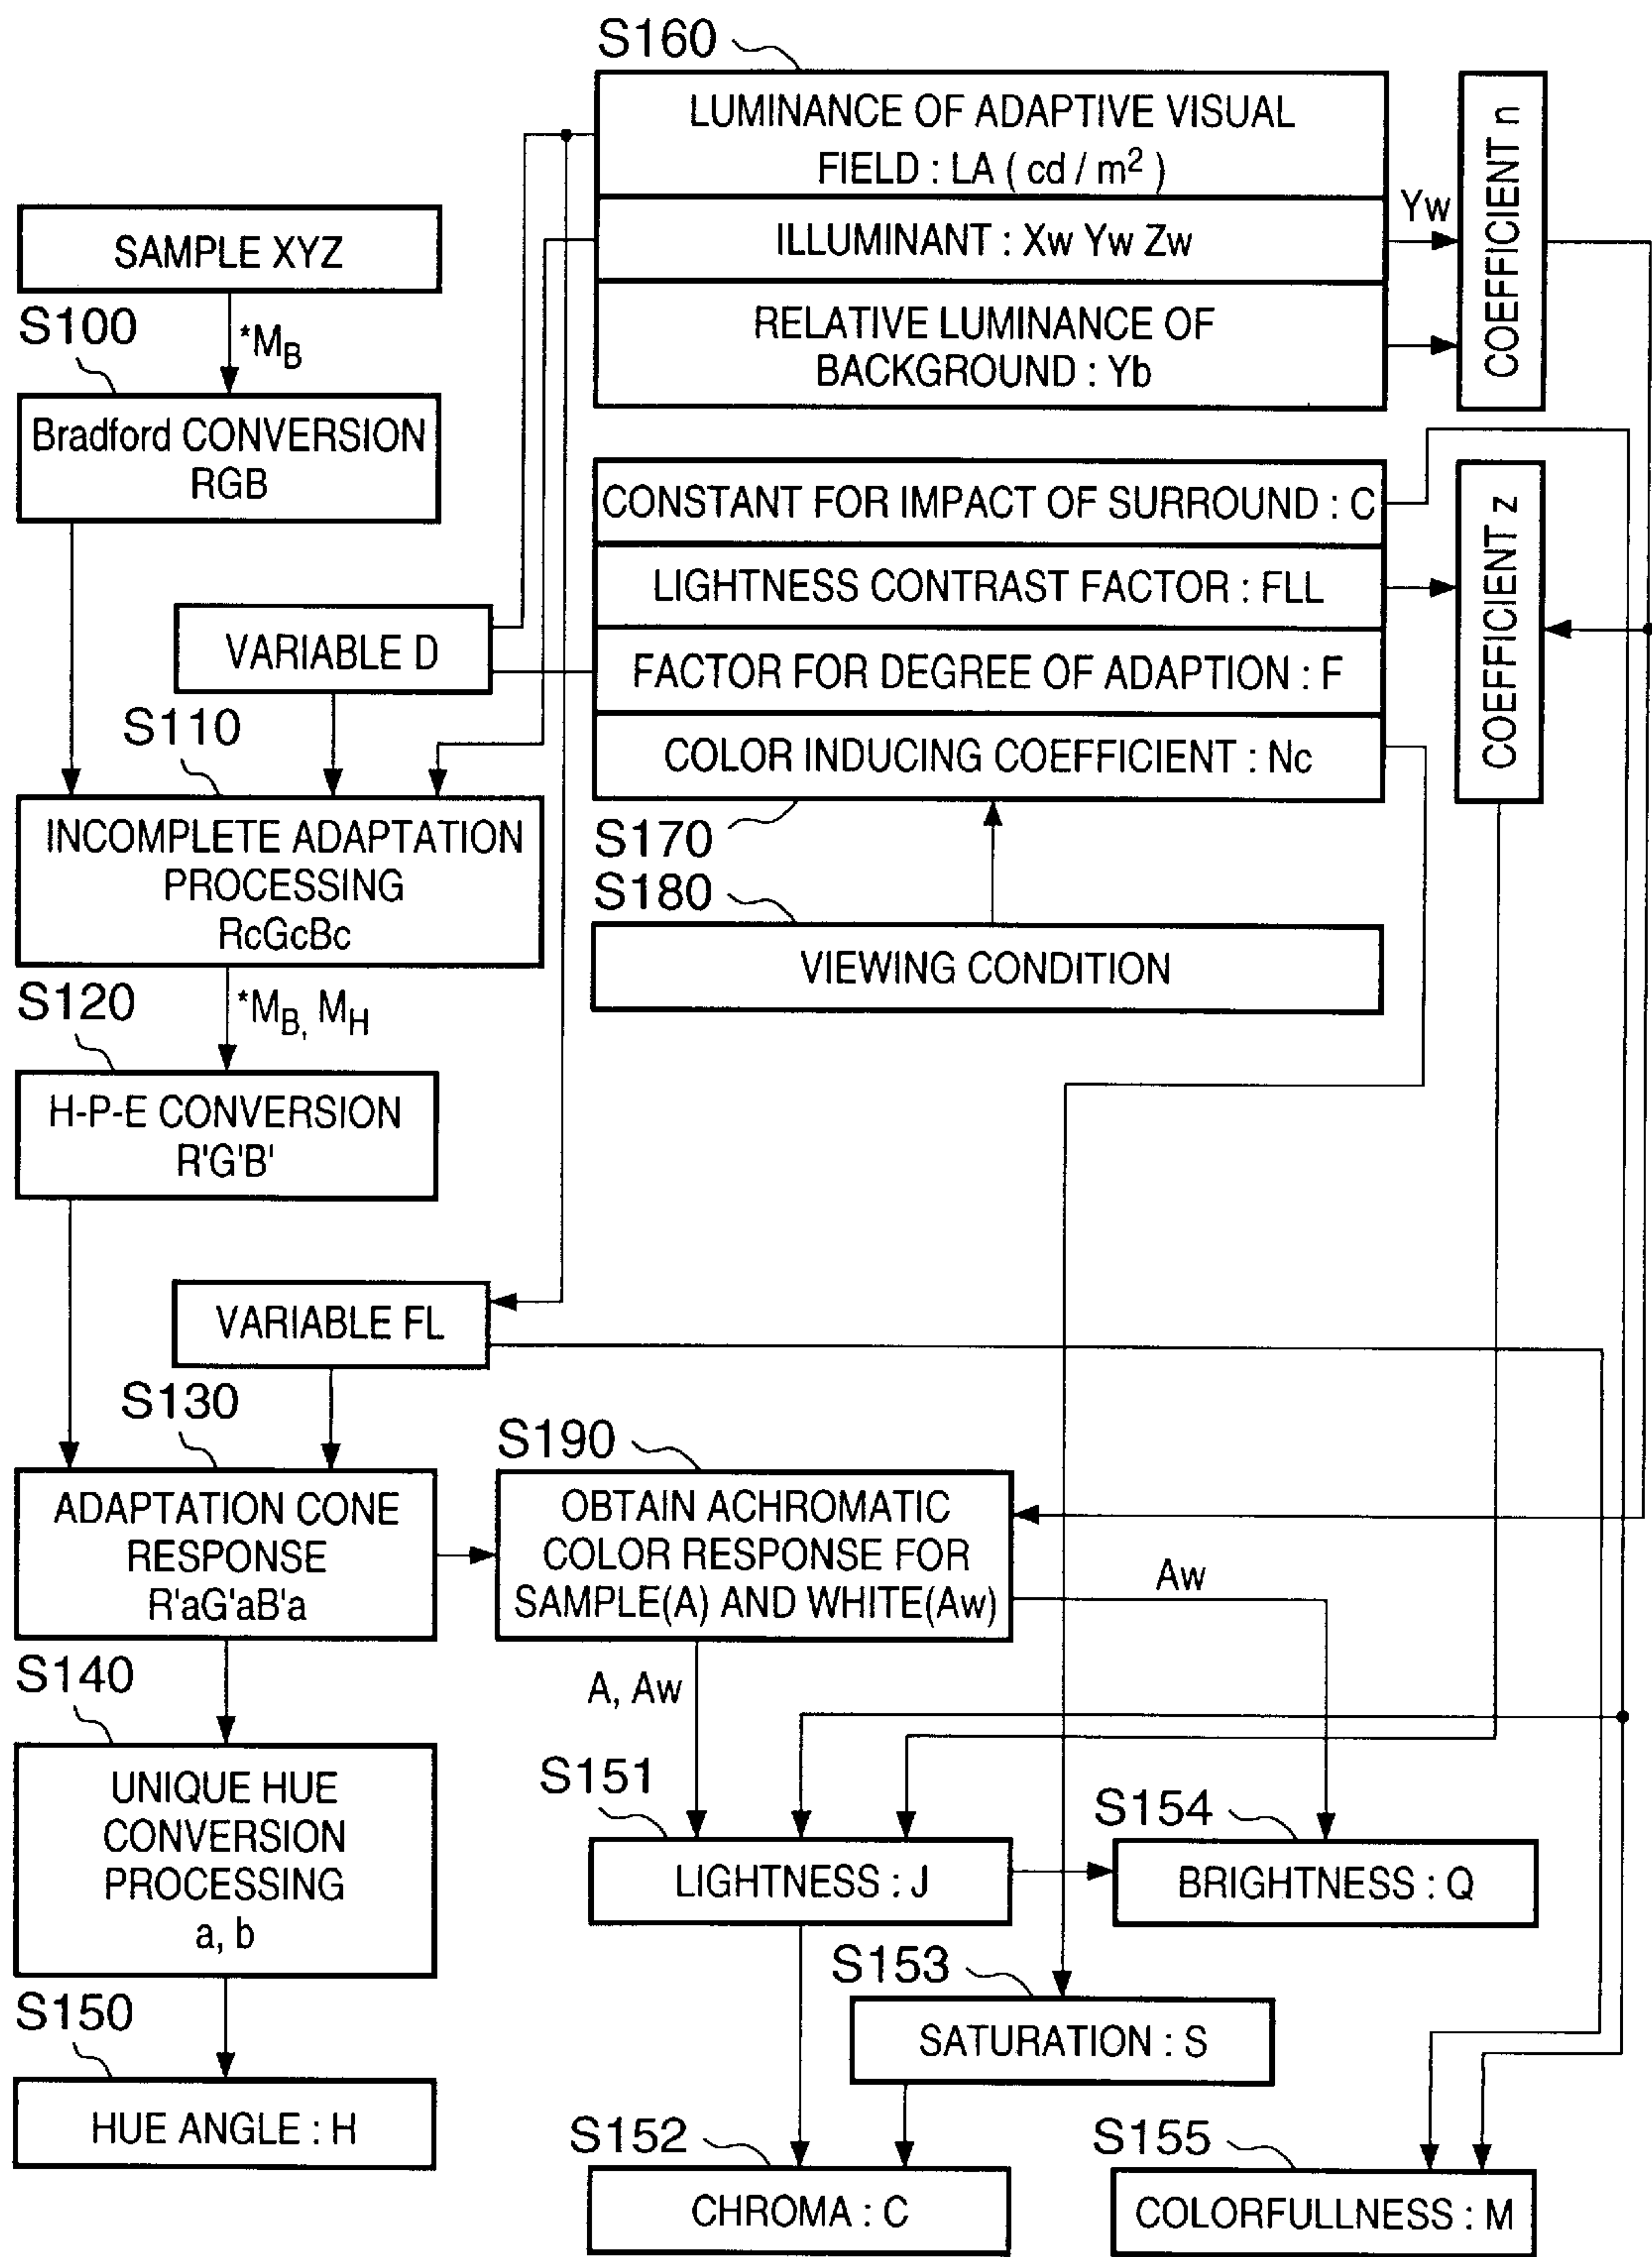 S160
LUMINANCE OF ADAPTIVE VISUAL
FIELD : LA ( cd / m² )
ILLUMINANT : Xw Yw Zw
RELATIVE LUMINANCE OF
BACKGROUND : Yb
Yw
COEFFICIENT n
SAMPLE XYZ
S100
*MB
Bradford CONVERSION
RGB
CONSTANT FOR IMPACT OF SURROUND : C
LIGHTNESS CONTRAST FACTOR : FLL
FACTOR FOR DEGREE OF ADAPTION : F
COLOR INDUCING COEFFICIENT : Nc
COEFFICIENT z
VARIABLE D
S110
INCOMPLETE ADAPTATION
PROCESSING
RcGcBc
S170
S180
VIEWING CONDITION
S120
*MB, MH
H-P-E CONVERSION
R'G'B'
VARIABLE FL
S130
ADAPTATION CONE
RESPONSE
R'aG'aB'a
S190
OBTAIN ACHROMATIC
COLOR RESPONSE FOR
SAMPLE(A) AND WHITE(Aw)
Aw
A, Aw
S140
UNIQUE HUE
CONVERSION
PROCESSING
a, b
S151
LIGHTNESS : J
S154
BRIGHTNESS : Q
S153
SATURATION : S
S150
HUE ANGLE : H
S152
CHROMA : C
S155
COLORFULLNESS : M